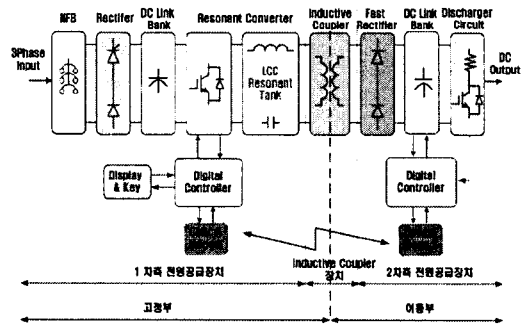 NFB
Rectifer
DC Link
Bank
Resonant Converter
Inductive
Coupler
Fast
Rectifier
DC Link
Bank
Discharger
Circuit
3Phase
Input
LCC
Resonant
Tank
DC
Output
Display
& Key
Digital
Controller
Digital
Controller
1 차측 전원공급장치
Inductive Coupler
장치
2차측 전원공급장치
고정부
이동부